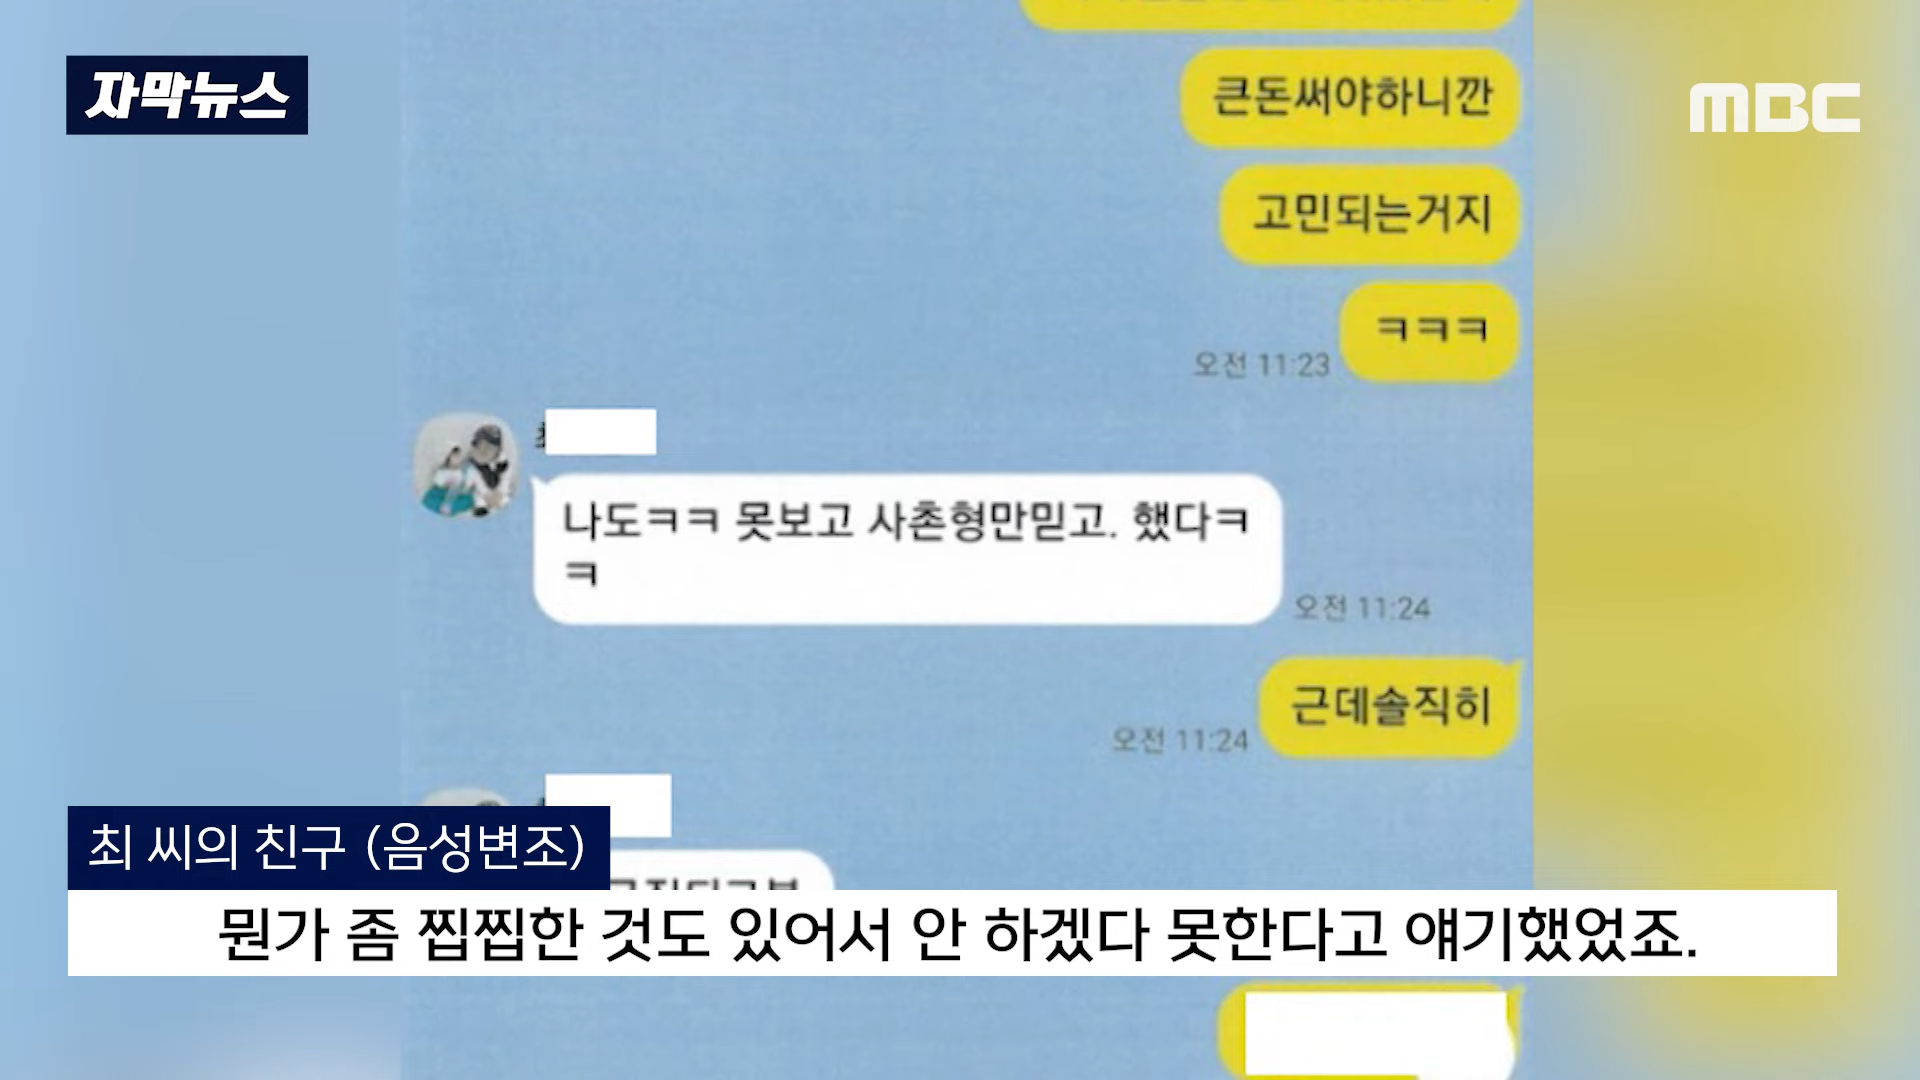 자막뉴스
MBC
큰돈써야하니깐
고민되는거지
ㅋㅋㅋ
오전 11:23
나도ㅋㅋ 못보고 사촌형만믿고. 했다ㅋ
ㅋ
오전 11:24
근데솔직히
오전 11:24
최 씨의 친구 (음성변조)
뭔가 좀 찝찝한 것도 있어서 안 하겠다 못한다고 얘기했었죠.